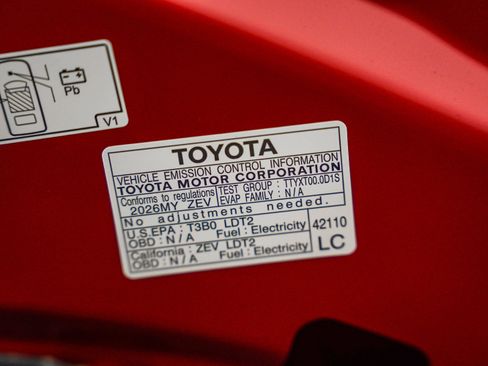 Pb
V1
TOYOTA
VEHICLE EMISSION CONTROL INFORMATION
TOYOTA MOTOR CORPORATION
Conforms to regulations
2026MY ZEV
TEST GROUP : TTYXT00.0D1S
EVAP FAMILY : N/A
No adjustments needed.
U.S.EPA : T3B0 LDT2
OBD : N/A Fuel : Electricity
California : ZEV LDT2
OBD : N/A Fuel : Electricity
42110
LC